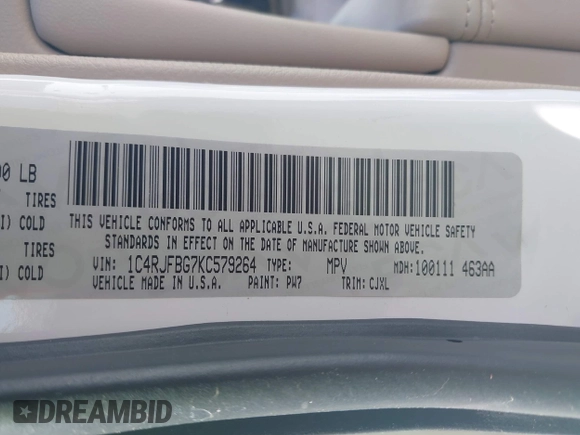 00 LB
TIRES
I) COLD
TIRES
I) COLD
THIS VEHICLE CONFORMS TO ALL APPLICABLE U.S.A. FEDERAL MOTOR VEHICLE SAFETY
STANDARDS IN EFFECT ON THE DATE OF MANUFACTURE SHOWN ABOVE.
VIN: 1C4RJFBG7KC579264 TYPE: MPV MDH:100111 463AA
VEHICLE MADE IN U.S.A. PAINT: PW7 TRIM: CJXL
DREAMBID